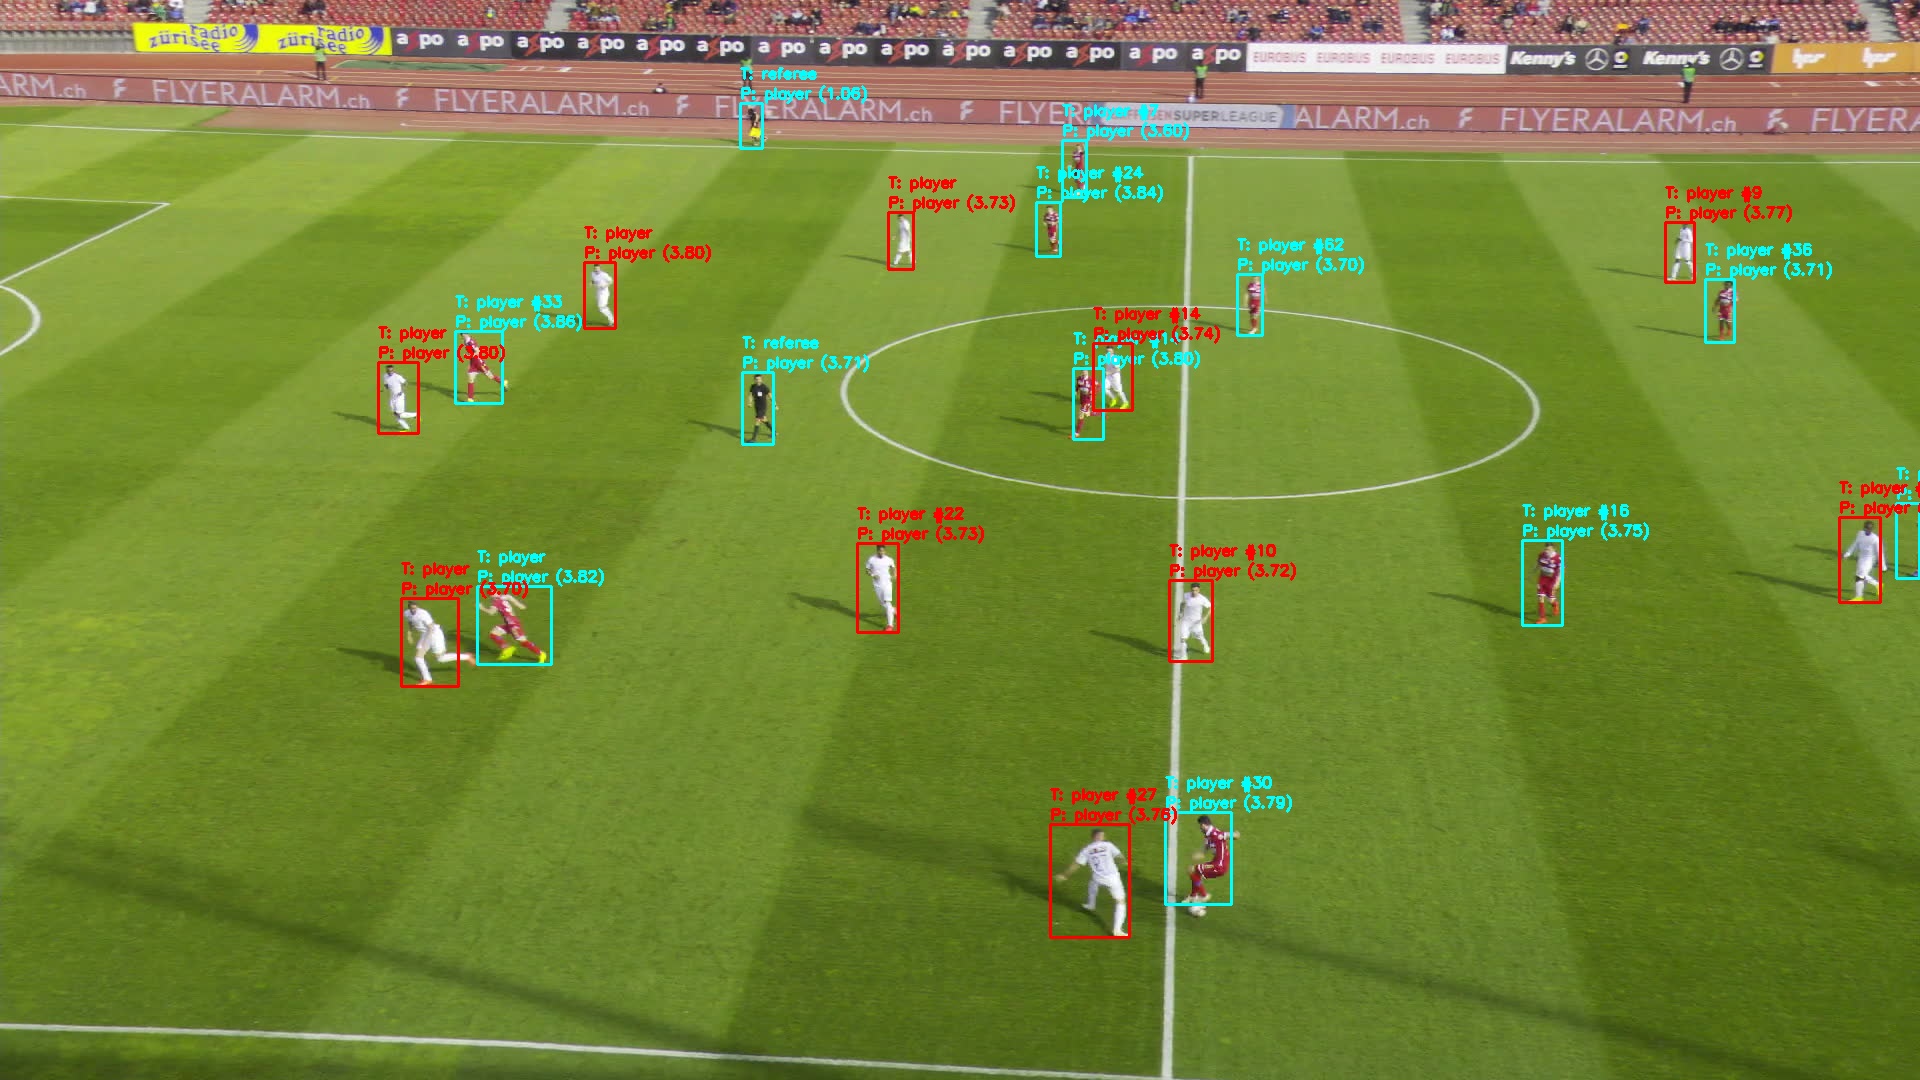 radio
zürisee
radio
zürisee
a po a po a po a po a po a po a po a po a po a po a po a po a po a po
EUROBUS EUROBUS EUROBUS EUROBUS
Kenny's Kenny's
ALARM.ch FLYERALARM.ch FLYERALARM.ch FLYERALARM.ch FLYER SUPERLEAGUE ALARM.ch FLYERALARM.ch FLYER
T: referee
P: player (1.06)
T: player #7
P: player (3.60)
T: player #24
P: player (3.84)
T: player
P: player (3.73)
T: player #9
P: player (3.77)
T: player
P: player (3.80)
T: player #62
P: player (3.70)
T: player #36
P: player (3.71)
T: player #33
P: player (3.86)
T: player #14
P: player (3.74)
T: player
P: player (3.80)
T: referee
P: player (3.71)
P: player (3.80)
T: player
P: player
T: player #22
P: player (3.73)
T: player #16
P: player (3.75)
T: player #10
P: player (3.72)
T: player
P: player (3.82)
T: player
P: player (3.70)
T: player #30
P: player (3.79)
T: player #27
P: player